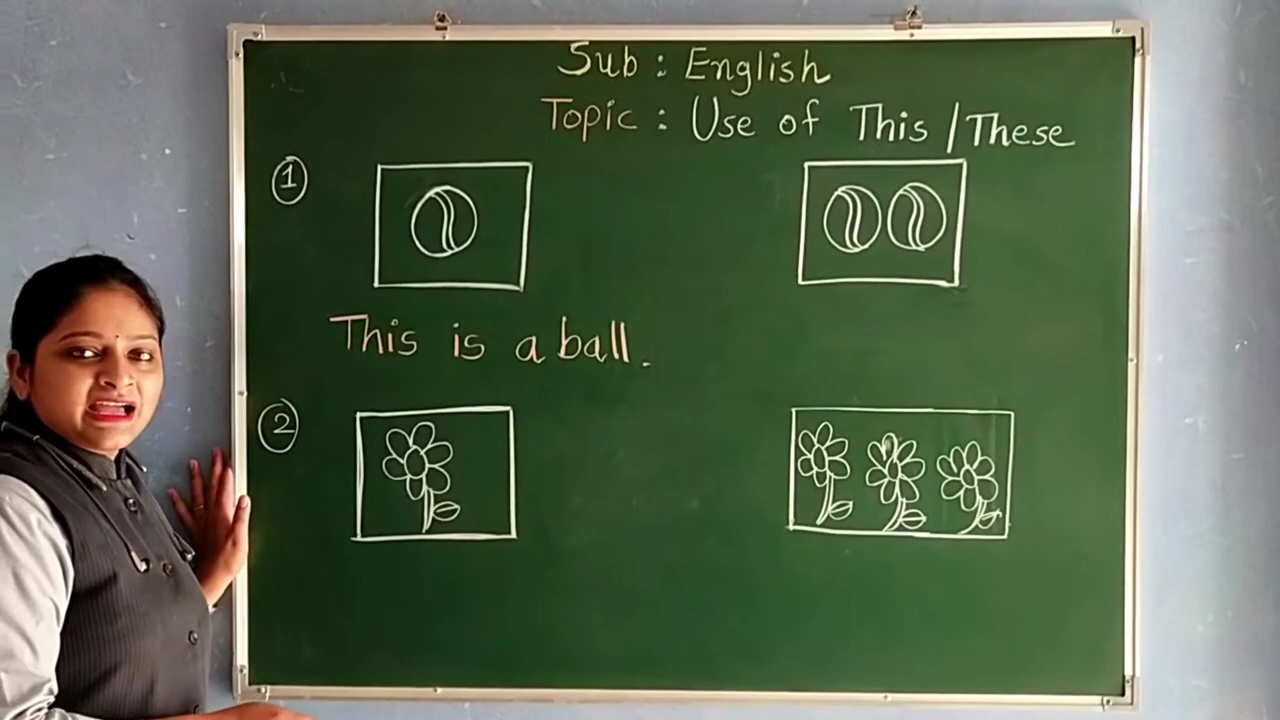 Sub : English
Topic : Use of This / These
1
This is a ball.
2